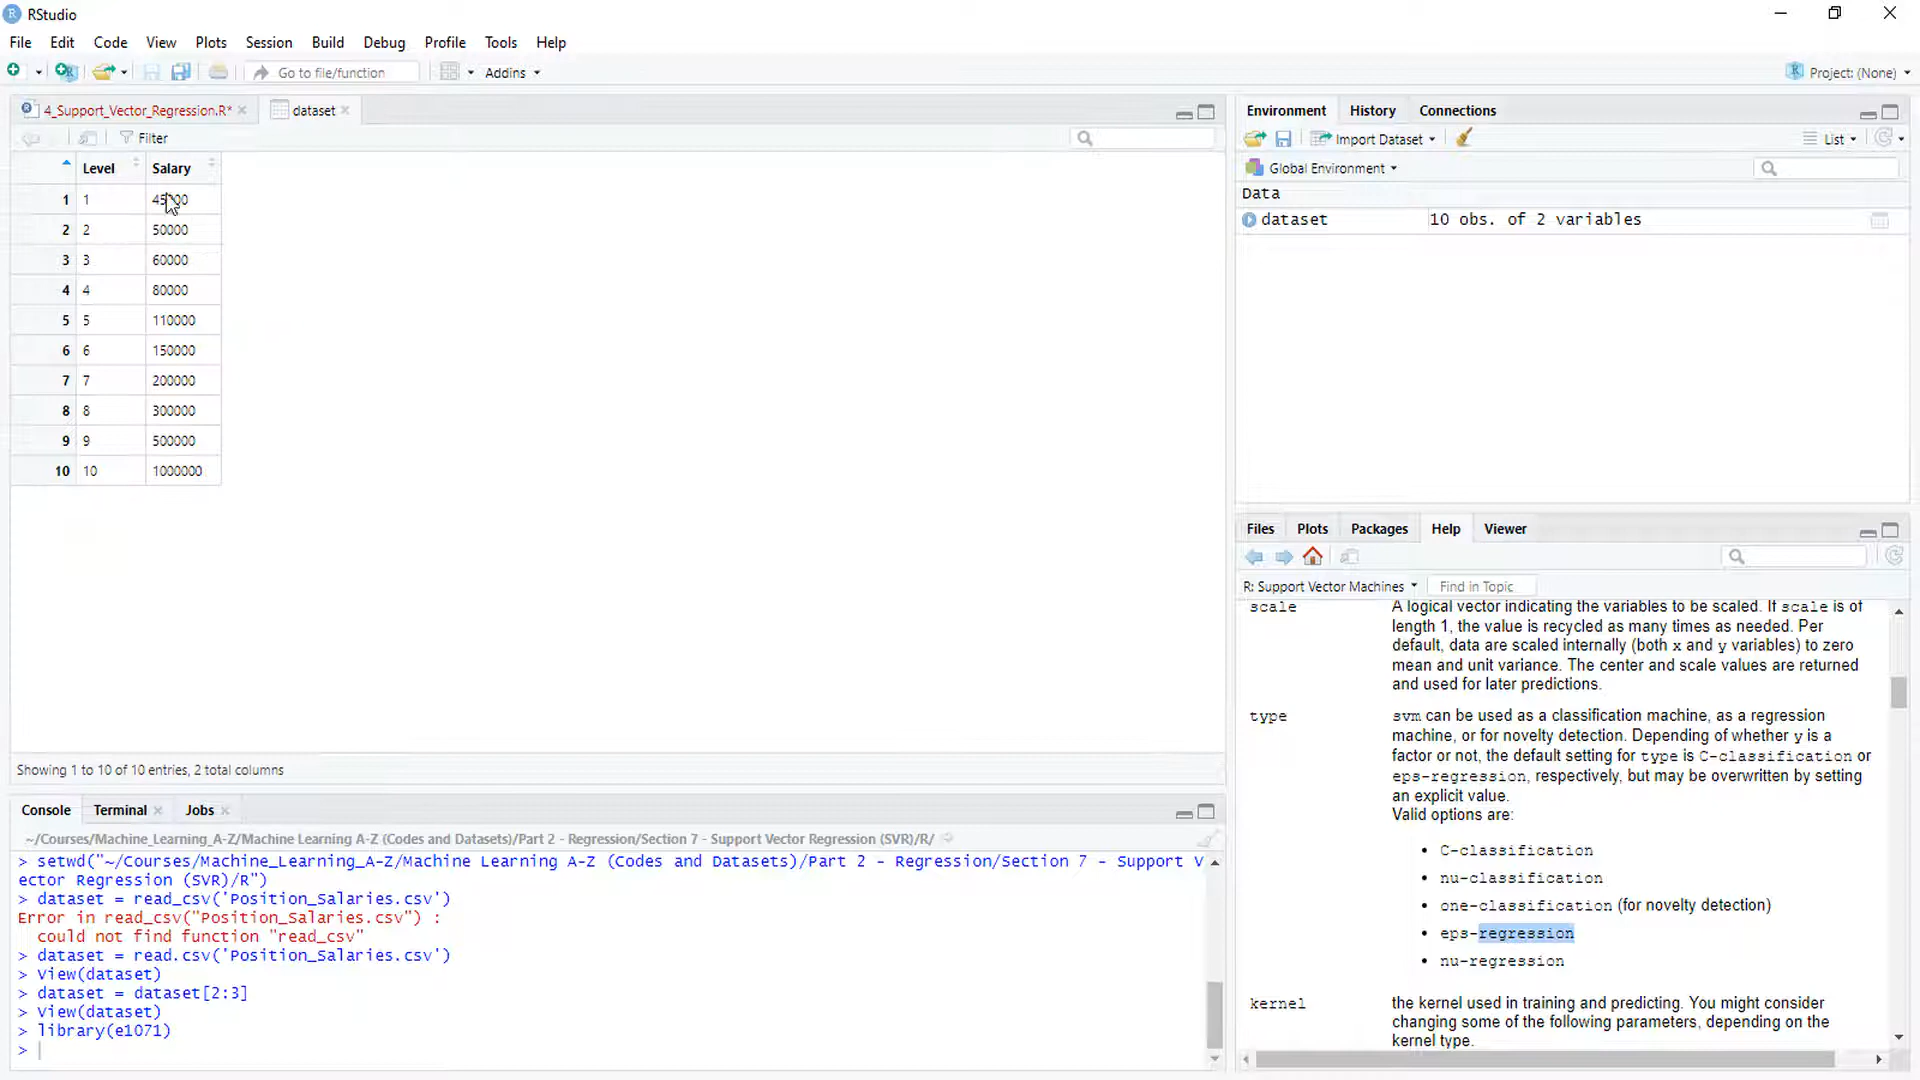 RStudio
File Edit Code View Plots Session Build Debug Profile Tools Help
Go to file/function Addins Project: (None)
4_Support_Vector_Regression.R* dataset
Filter
Level Salary
1 1
2 2 50000
3 3 60000
4 4 80000
5 5 110000
6 6 150000
7 7 200000
8 8 300000
9 9 500000
10 10 1000000
Showing 1 to 10 of 10 entries, 2 total columns
Console Terminal Jobs
~/Courses/Machine_Learning_A-Z/Machine Learning A-Z (Codes and Datasets)/Part 2 - Regression/Section 7 - Support Vector Regression (SVR)/R/
> setwd("~/Courses/Machine_Learning_A-Z/Machine Learning A-Z (Codes and Datasets)/Part 2 - Regression/Section 7 - Support V
ector Regression (SVR)/R")
> dataset = read_csv('Position_Salaries.csv')
Error in read_csv("Position_Salaries.csv") :
could not find function "read_csv"
> dataset = read.csv('Position_Salaries.csv')
> View(dataset)
> dataset = dataset[2:3]
> View(dataset)
> library(e1071)
>
Environment History Connections
Import Dataset List
Global Environment
Data
dataset 10 obs. of 2 variables
Files Plots Packages Help Viewer
R: Support Vector Machines Find in Topic
scale A logical vector indicating the variables to be scaled. If scale is of
length 1, the value is recycled as many times as needed. Per
default, data are scaled internally (both x and y variables) to zero
mean and unit variance. The center and scale values are returned
and used for later predictions.
type svm can be used as a classification machine, as a regression
machine, or for novelty detection. Depending of whether y is a
factor or not, the default setting for type is C-classification or
eps-regression, respectively, but may be overwritten by setting
an explicit value.
Valid options are:
• C-classification
• nu-classification
• one-classification (for novelty detection)
• eps-regression
• nu-regression
kernel the kernel used in training and predicting. You might consider
changing some of the following parameters, depending on the
kernel type.